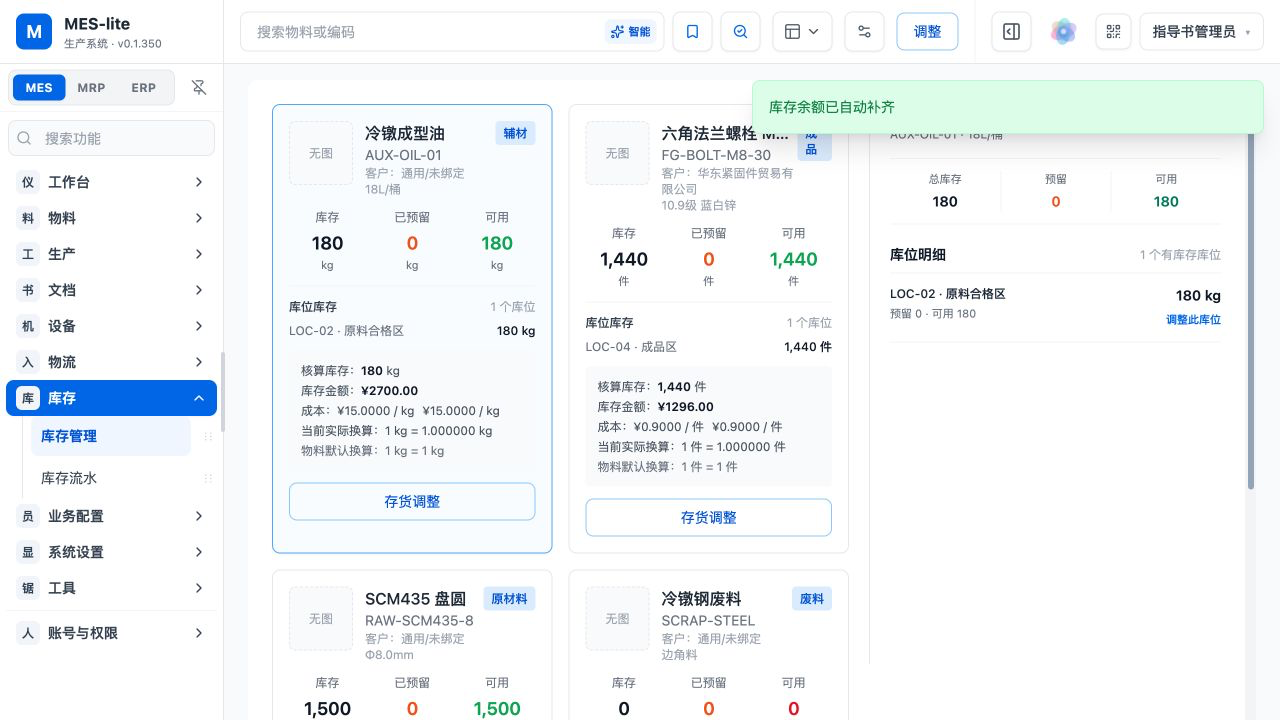 M
MES-lite
生产系统 · v0.1.350
搜索物料或编码
智能
调整
指导书管理员
MES
MRP
ERP
搜索功能
仪 工作台
料 物料
工 生产
书 文档
机 设备
入 物流
库 库存
库存管理
库存流水
员 业务配置
显 系统设置
锯 工具
人 账号与权限
库存余额已自动补齐
无图
冷镦成型油
辅材
AUX-OIL-01
客户：通用/未绑定
18L/桶
库存 已预留 可用
180 0 180
kg kg kg
库位库存 1 个库位
LOC-02 · 原料合格区 180 kg
核算库存：180 kg
库存金额：¥2700.00
成本：¥15.0000 / kg ¥15.0000 / kg
当前实际换算：1 kg = 1.000000 kg
物料默认换算：1 kg = 1 kg
存货调整
无图
六角法兰螺栓 M...
成品
FG-BOLT-M8-30
客户：华东紧固件贸易有
限公司
10.9级 蓝白锌
库存 已预留 可用
1,440 0 1,440
件 件 件
库位库存 1 个库位
LOC-04 · 成品区 1,440 件
核算库存：1,440 件
库存金额：¥1296.00
成本：¥0.9000 / 件 ¥0.9000 / 件
当前实际换算：1 件 = 1.000000 件
物料默认换算：1 件 = 1 件
存货调整
无图
SCM435 盘圆
原材料
RAW-SCM435-8
客户：通用/未绑定
Φ8.0mm
库存 已预留 可用
1,500 0 1,500
无图
冷镦钢废料
废料
SCRAP-STEEL
客户：通用/未绑定
边角料
库存 已预留 可用
0 0 0
AUX-OIL-01 · 18L/桶
总库存 预留 可用
180 0 180
库位明细 1 个有库存库位
LOC-02 · 原料合格区 180 kg
预留 0 · 可用 180 调整此库位